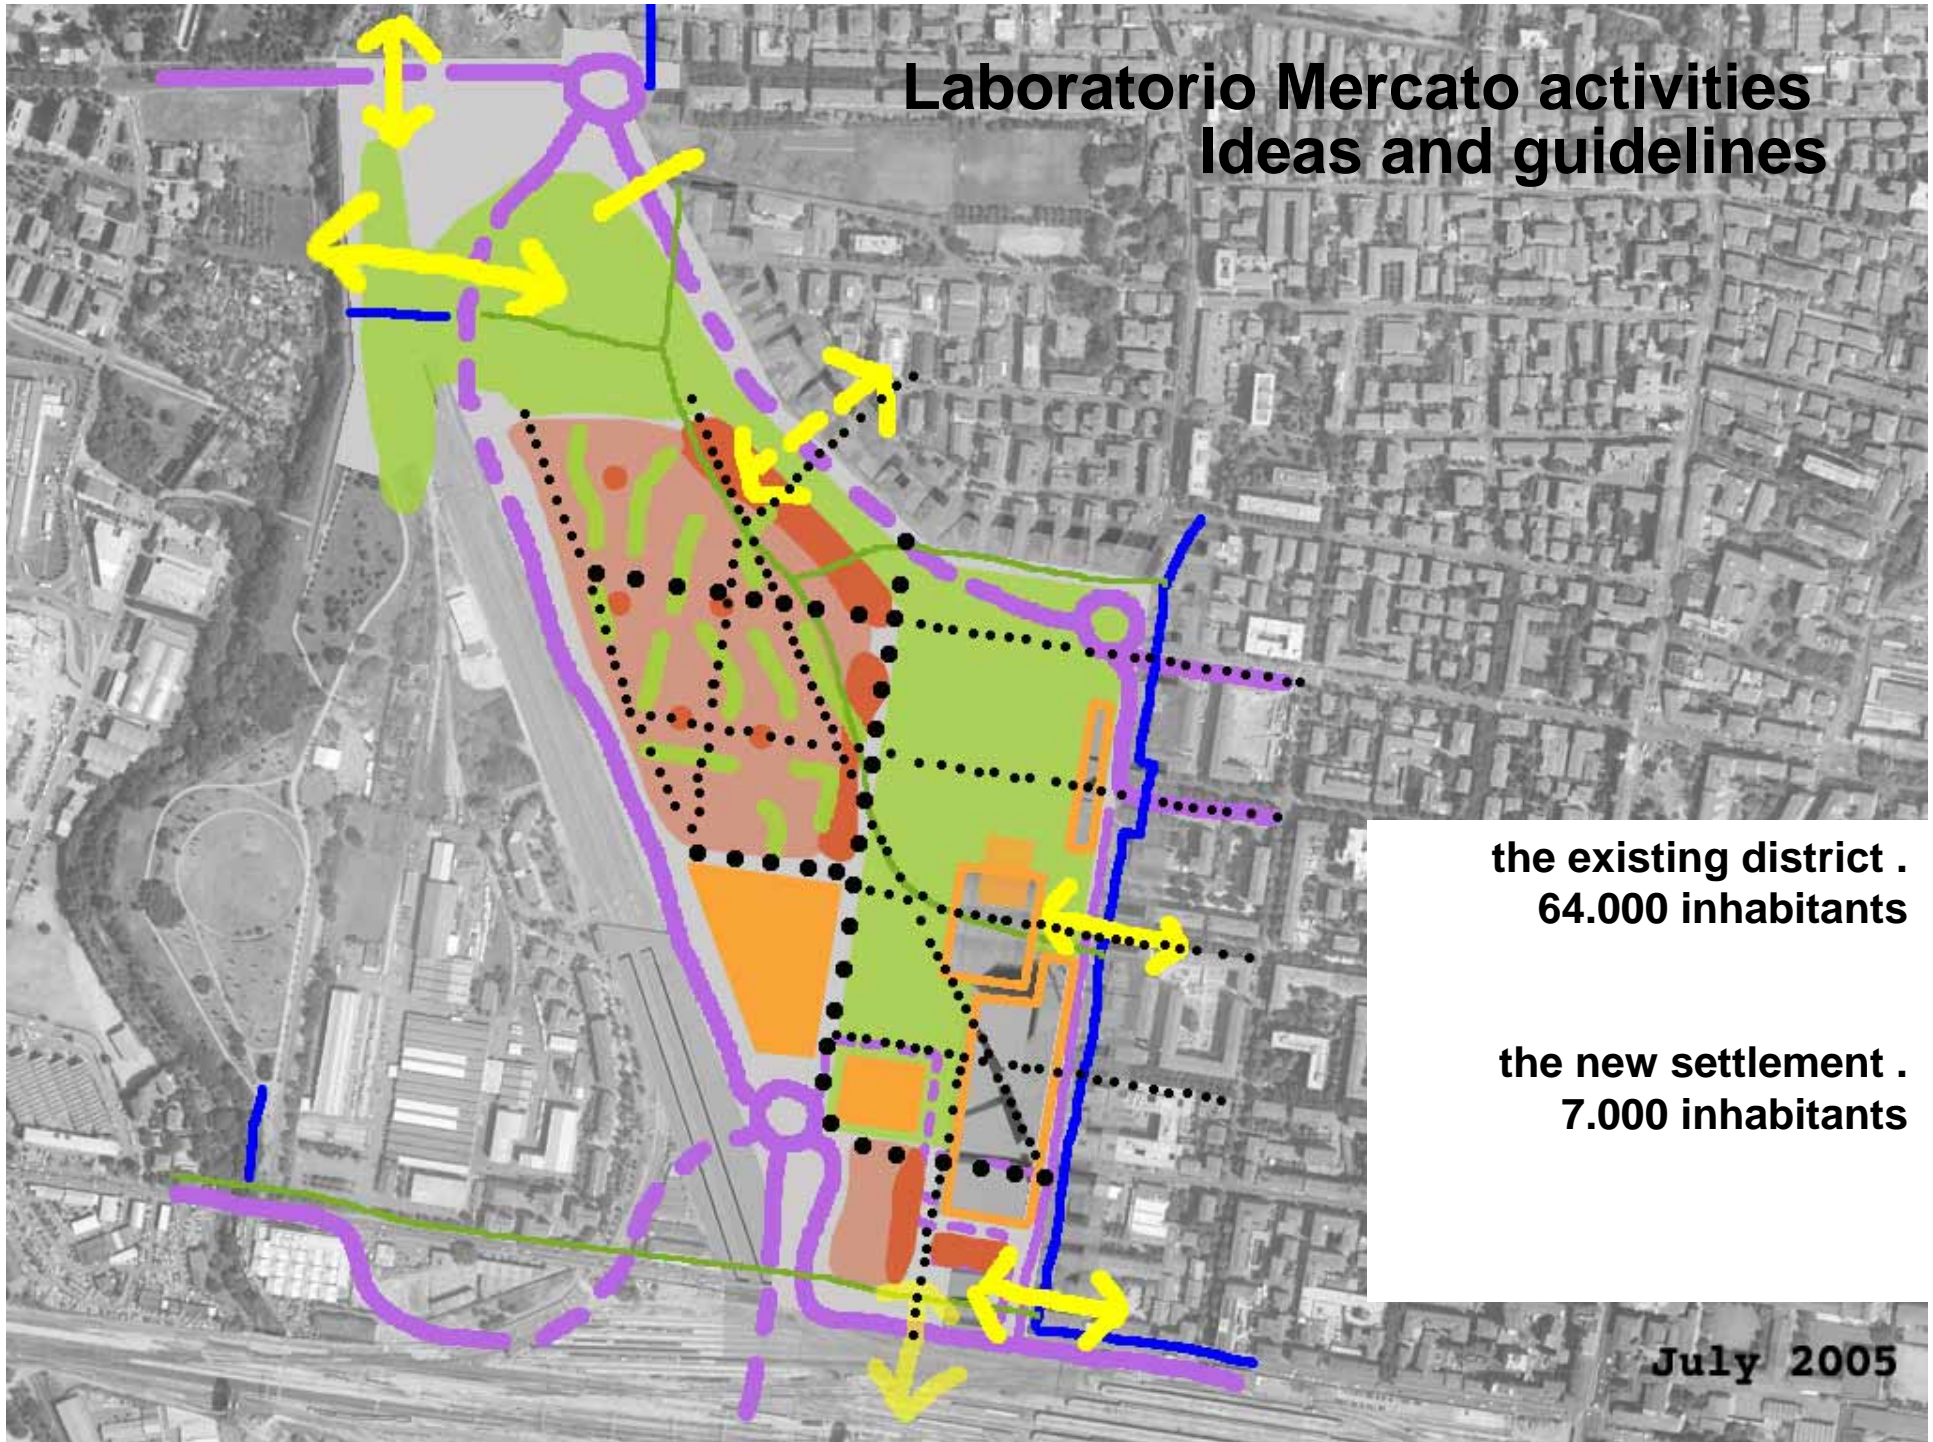 Laboratorio Mercato activities
Ideas and guidelines
the existing district .
64.000 inhabitants
the new settlement .
7.000 inhabitants
July 2005